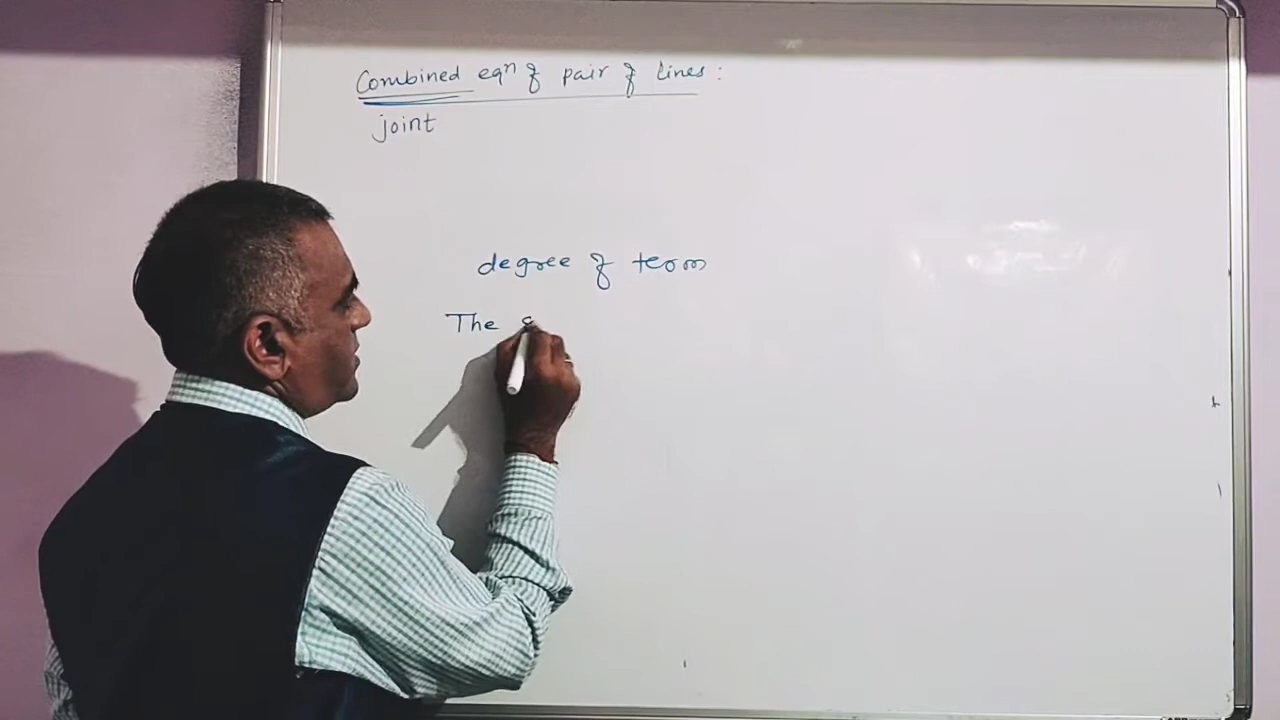 Combined eqn of pair of lines :
joint
degree of term
The